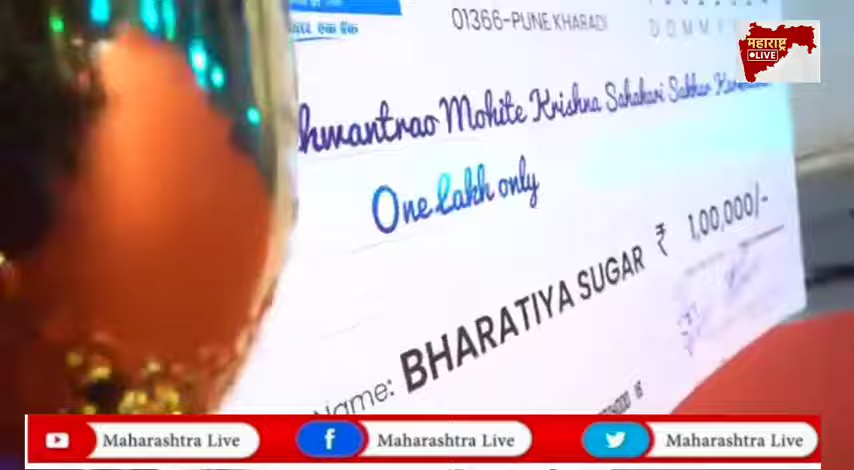 01366-PUNE KHARADI
महाराष्ट्र
LIVE
hwantrao Mohite Krishna Sahakari Sakhar
One Lakh only
₹ 1,00,000/-
Name: BHARATIYA SUGAR
Maharashtra Live
Maharashtra Live
Maharashtra Live